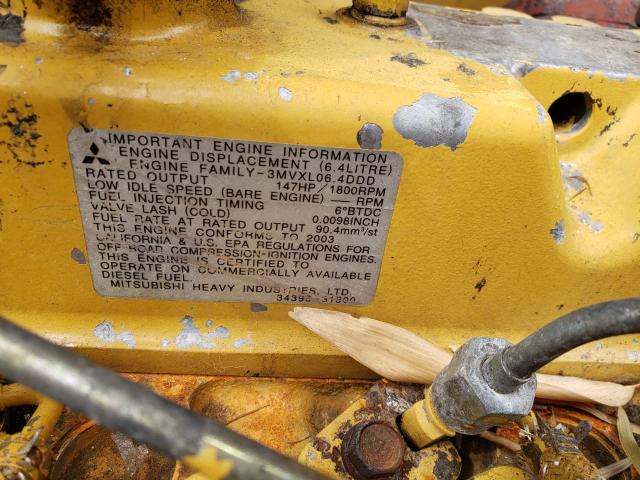 IMPORTANT ENGINE INFORMATION
ENGINE DISPLACEMENT (6.4LITRE)
ENGINE FAMILY-3MVXL06.4DDD
RATED OUTPUT 147HP/1800RPM
LOW IDLE SPEED (BARE ENGINE) — RPM
FUEL INJECTION TIMING 6°BTDC
VALVE LASH (COLD) 0.0098INCH
FUEL RATE AT RATED OUTPUT 90.4mm³/st
THIS ENGINE CONFORMS TO 2003
CALIFORNIA & U.S. EPA REGULATIONS FOR
OFF-ROAD COMPRESSION-IGNITION ENGINES.
THIS ENGINE IS CERTIFIED TO
OPERATE ON COMMERCIALLY AVAILABLE
DIESEL FUEL.
MITSUBISHI HEAVY INDUSTRIES, LTD.